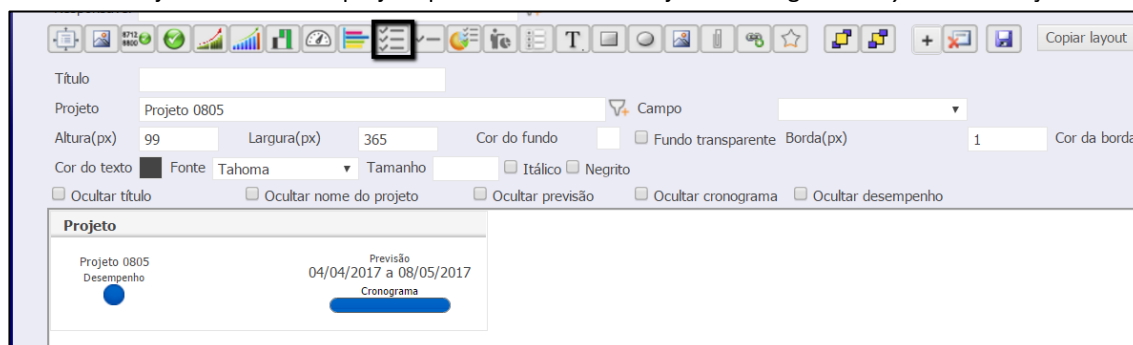 8712
8800
T
Copiar layout
Título
Projeto Projeto 0805 Campo
Altura(px) 99 Largura(px) 365 Cor do fundo Fundo transparente Borda(px) 1 Cor da borda
Cor do texto Fonte Tahoma Tamanho Itálico Negrito
Ocultar título Ocultar nome do projeto Ocultar previsão Ocultar cronograma Ocultar desempenho
Projeto
Projeto 0805 Previsão
Desempenho 04/04/2017 a 08/05/2017
Cronograma